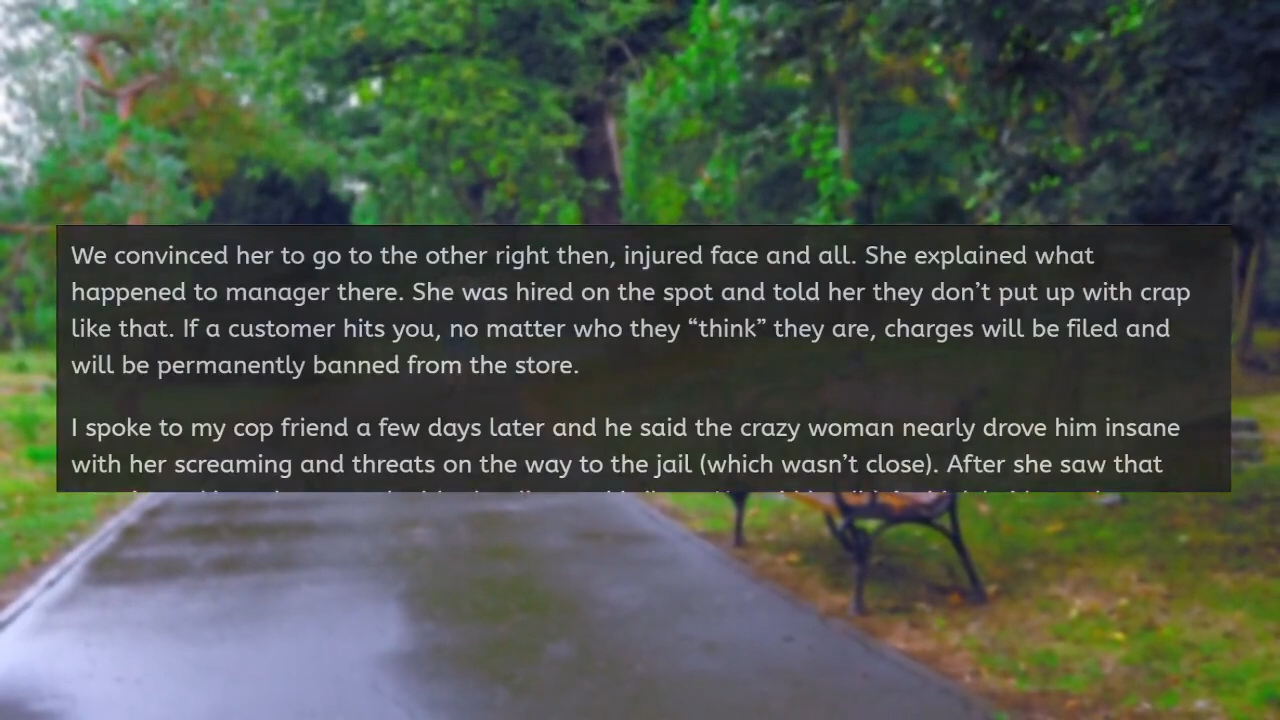 We convinced her to go to the other right then, injured face and all. She explained what
happened to manager there. She was hired on the spot and told her they don’t put up with crap
like that. If a customer hits you, no matter who they “think” they are, charges will be filed and
will be permanently banned from the store.
I spoke to my cop friend a few days later and he said the crazy woman nearly drove him insane
with her screaming and threats on the way to the jail (which wasn’t close). After she saw that